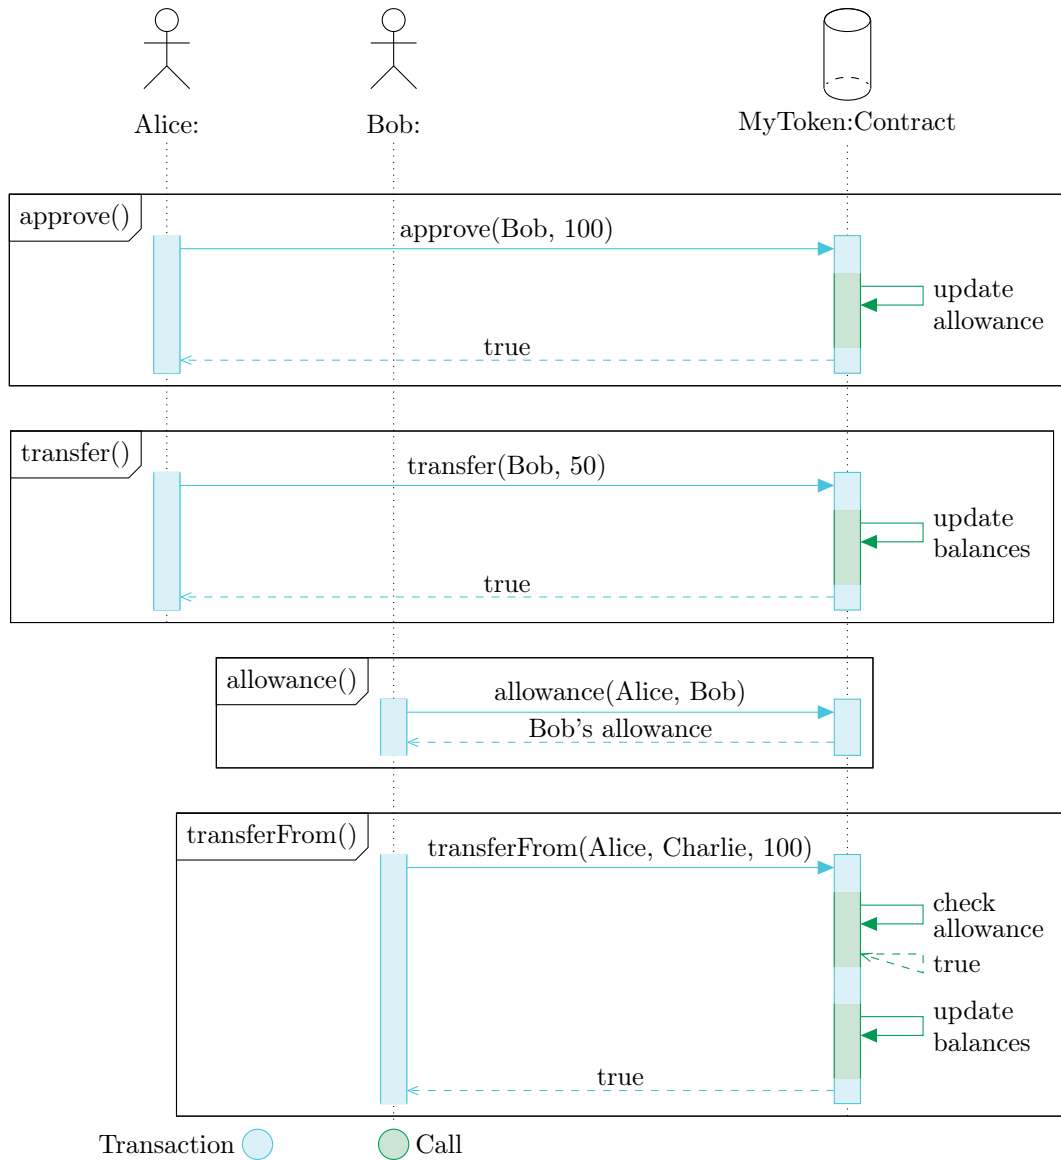 Alice:
Bob:
MyToken:Contract
approve()
approve(Bob, 100)
update
allowance
true
transfer()
transfer(Bob, 50)
update
balances
true
allowance()
allowance(Alice, Bob)
Bob's allowance
transferFrom()
transferFrom(Alice, Charlie, 100)
check
allowance
true
update
balances
true
Transaction
Call